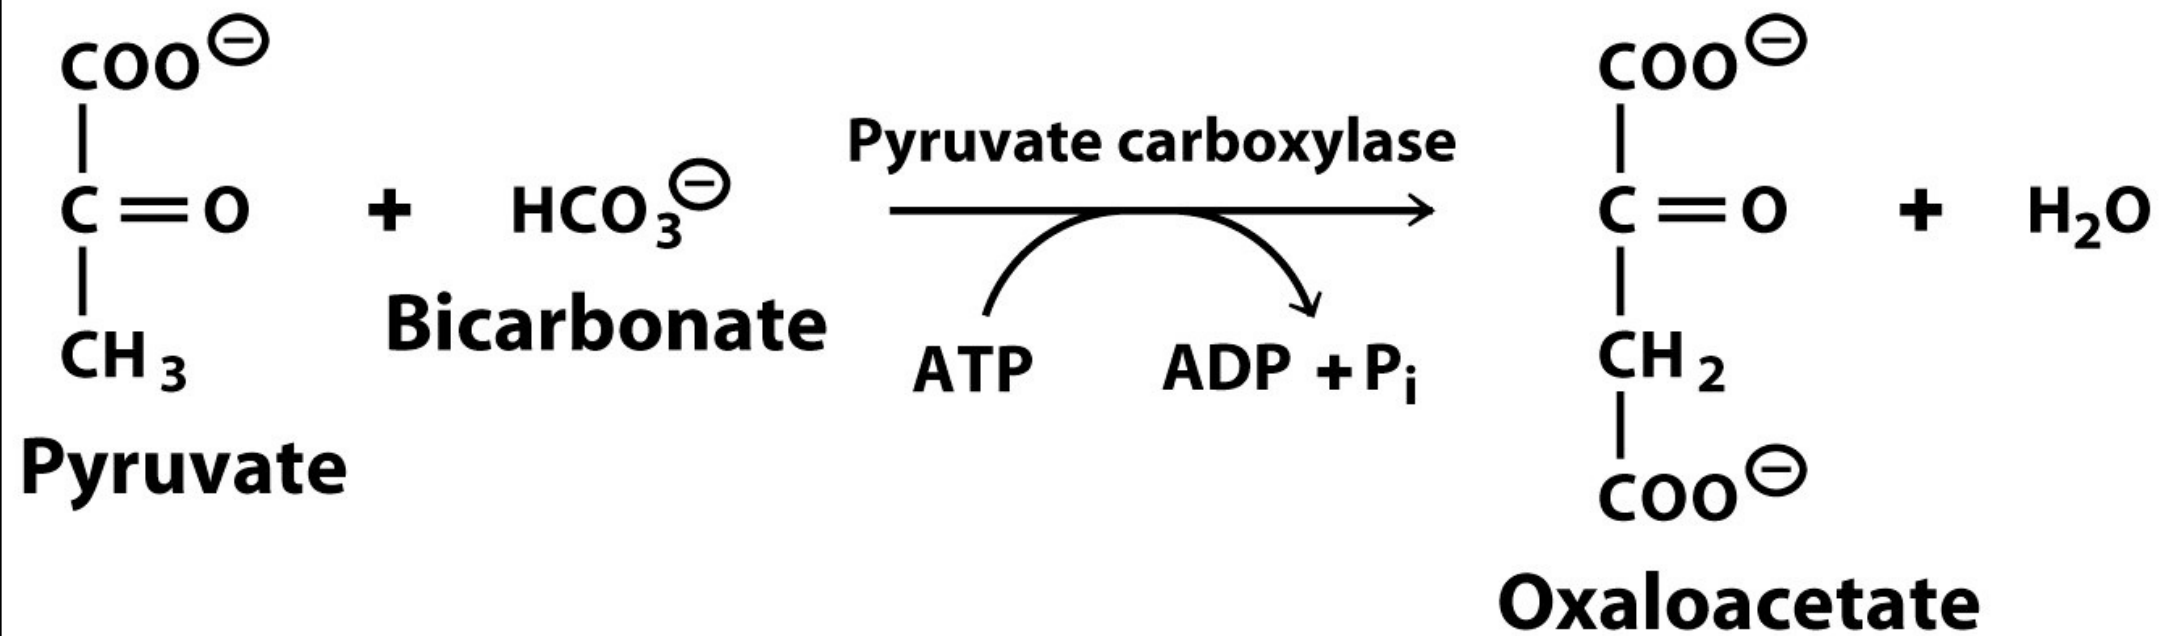 COO⊖ COO⊖
Pyruvate carboxylase
C=O + HCO₃⊖ C=O + H₂O
Bicarbonate
CH₃ ATP ADP + Pᵢ CH₂
Pyruvate COO⊖
Oxaloacetate